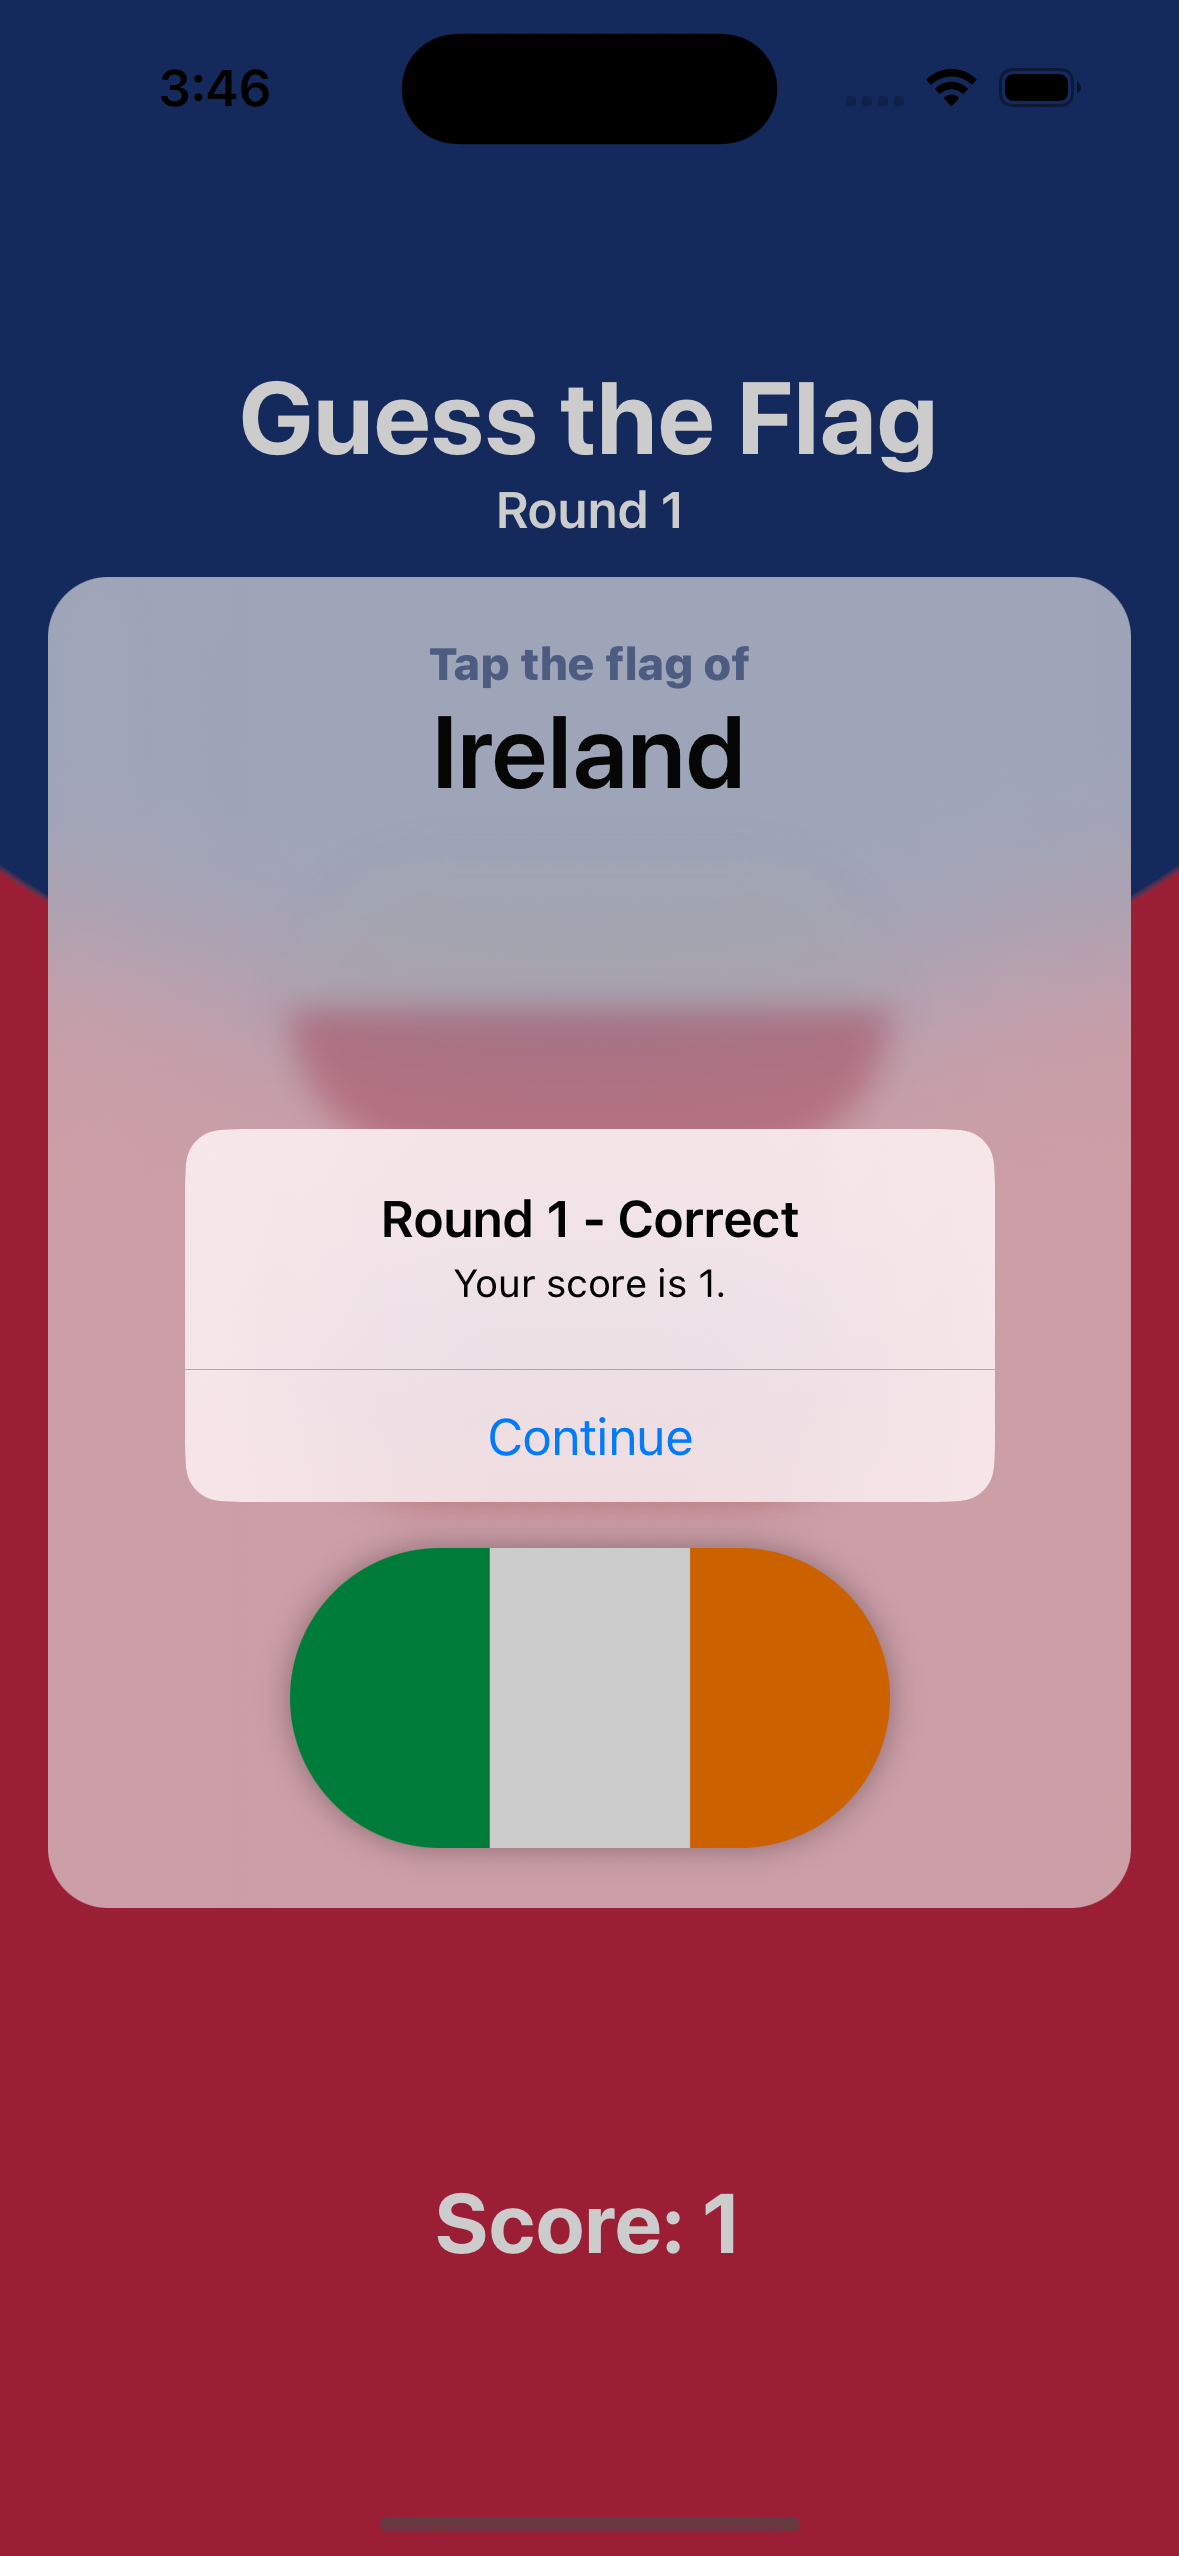 3:46
Guess the Flag
Round 1
Tap the flag of
Ireland
Round 1 - Correct
Your score is 1.
Continue
Score: 1